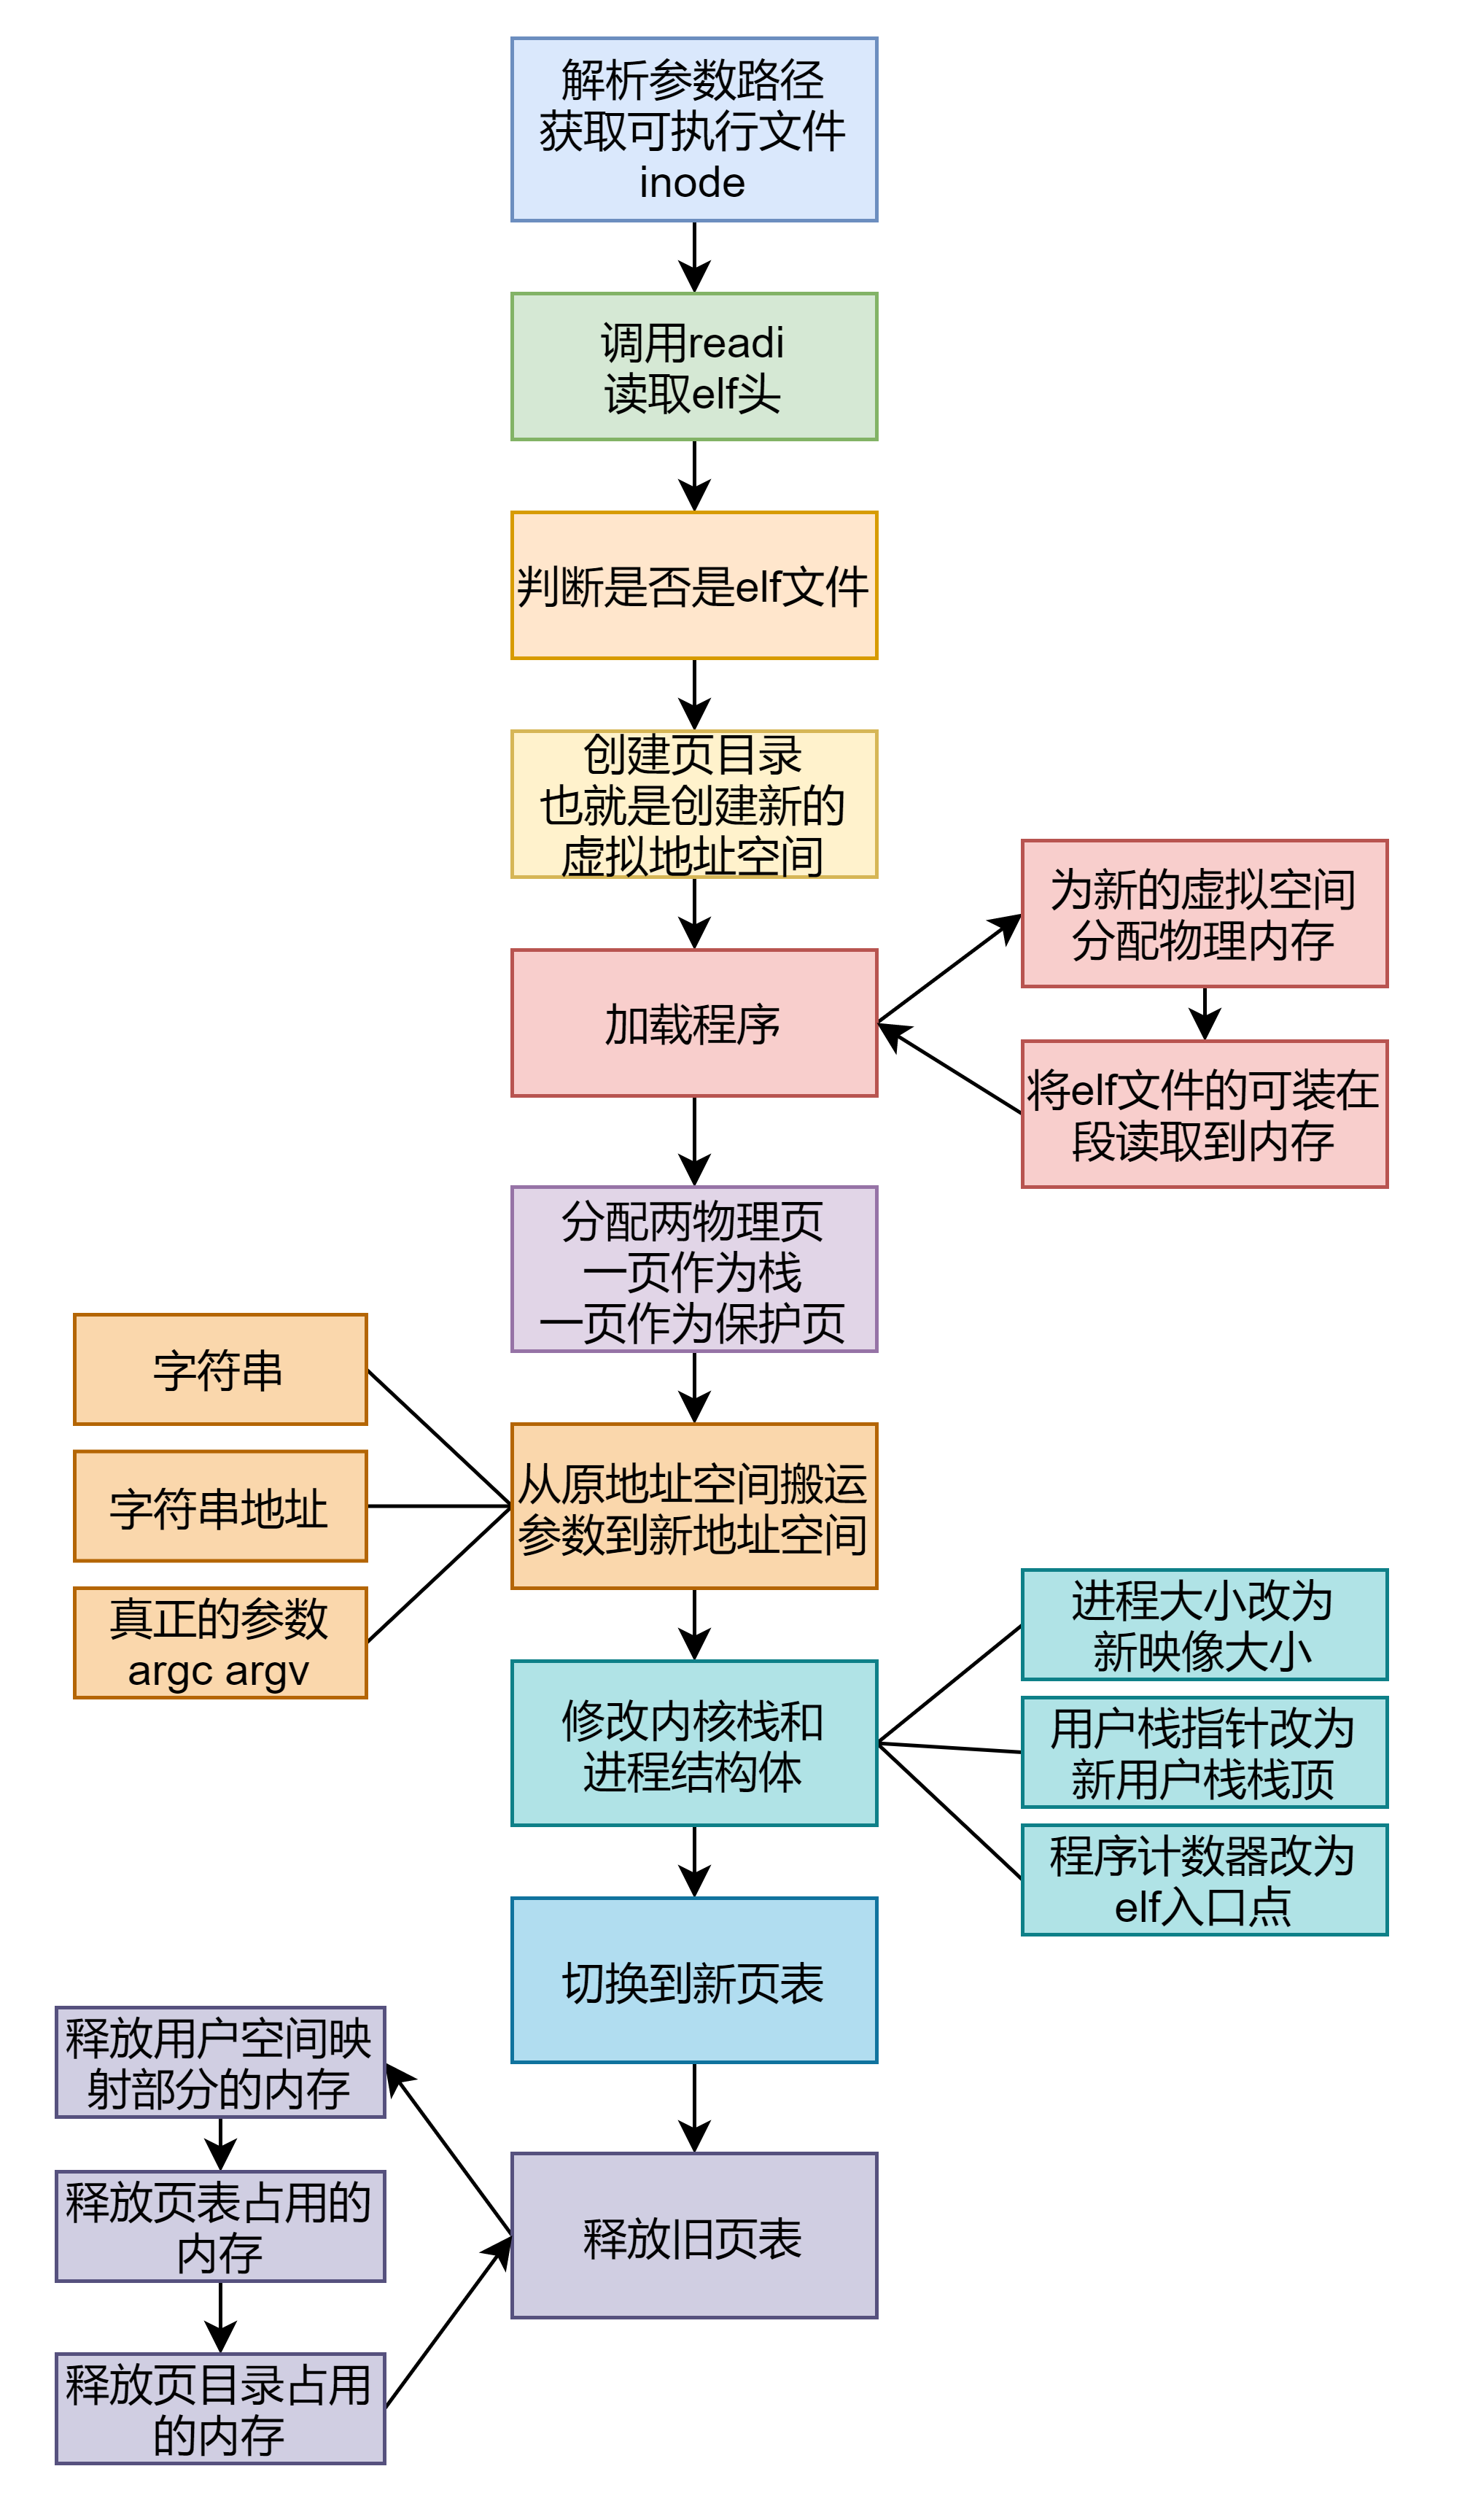 解析参数路径
获取可执行文件
inode
调用readi
读取elf头
判断是否是elf文件
创建页目录
也就是创建新的
虚拟地址空间
加载程序
为新的虚拟空间
分配物理内存
将elf文件的可装在
段读取到内存
分配两物理页
一页作为栈
一页作为保护页
从原地址空间搬运
参数到新地址空间
字符串
字符串地址
真正的参数
argc argv
修改内核栈和
进程结构体
进程大小改为
新映像大小
用户栈指针改为
新用户栈栈顶
程序计数器改为
elf入口点
切换到新页表
释放旧页表
释放用户空间映
射部分的内存
释放页表占用的
内存
释放页目录占用
的内存